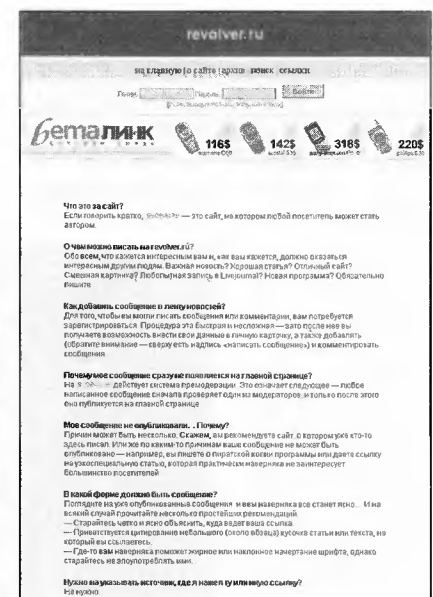 revolver.ru
на главную | о сайте | архив поиск ссылки
Логин: Пароль: Войти
бета линк
116$ 142$ 318$ 220$
Что это за сайт?
Если говорить кратко, — это сайт, на котором любой посетитель может стать
автором.
О чем можно писать на revolver.ru?
Обо всем, что кажется интересным вам и, как вам кажется, должно оказаться
интересным другим людям. Важная новость? Хорошая статья? Отличный сайт?
Смешная картинка? Любопытная запись в Livejournal? Новая программа? Обязательно
пишите
Как добавить сообщение в ленту новостей?
Для того, чтобы вы могли писать сообщения или комментарии, вам потребуется
зарегистрироваться. Процедура эта быстрая и несложная — зато после нее вы
получаете возможность внести свои данные в личную карточку, а также добавлять
(обратите внимание — сверху есть надпись «написать сообщение») и комментировать
сообщения
Почему мое сообщение сразу не появляется на главной странице?
На действует система премодерации. Это означает следующее — любое
написанное сообщение сначала проверяет один из модераторов, и только после этого
оно публикуется на главной странице
Мое сообщение не опубликовали. . Почему?
Причин может быть несколько. Скажем, вы рекомендуете сайт, о котором уже кто-то
здесь писал. Или же по каким-то причинам ваше сообщение не может быть
опубликовано — например, вы пишете о пиратской копии программы или даете ссылку
на узкоспециальную статью, которая практически наверняка не заинтересует
большинство посетителей
В какой форме должно быть сообщение?
Поглядите на уже опубликованные сообщения и вам наверняка все станет ясно... И на
всякий случай прочитайте несколько простейших рекомендаций.
— Старайтесь четко и ясно объяснить, куда ведет ваша ссылка.
— Приветствуется цитирование небольшого (около абзаца) кусочка статьи или текста, на
который вы ссылаетесь.
— Где-то вам наверняка поможет жирное или наклонное начертание шрифта, однако
старайтесь не злоупотреблять ими.
Нужно ли указывать источник, где я нашел ту или иную ссылку?
Не нужно.